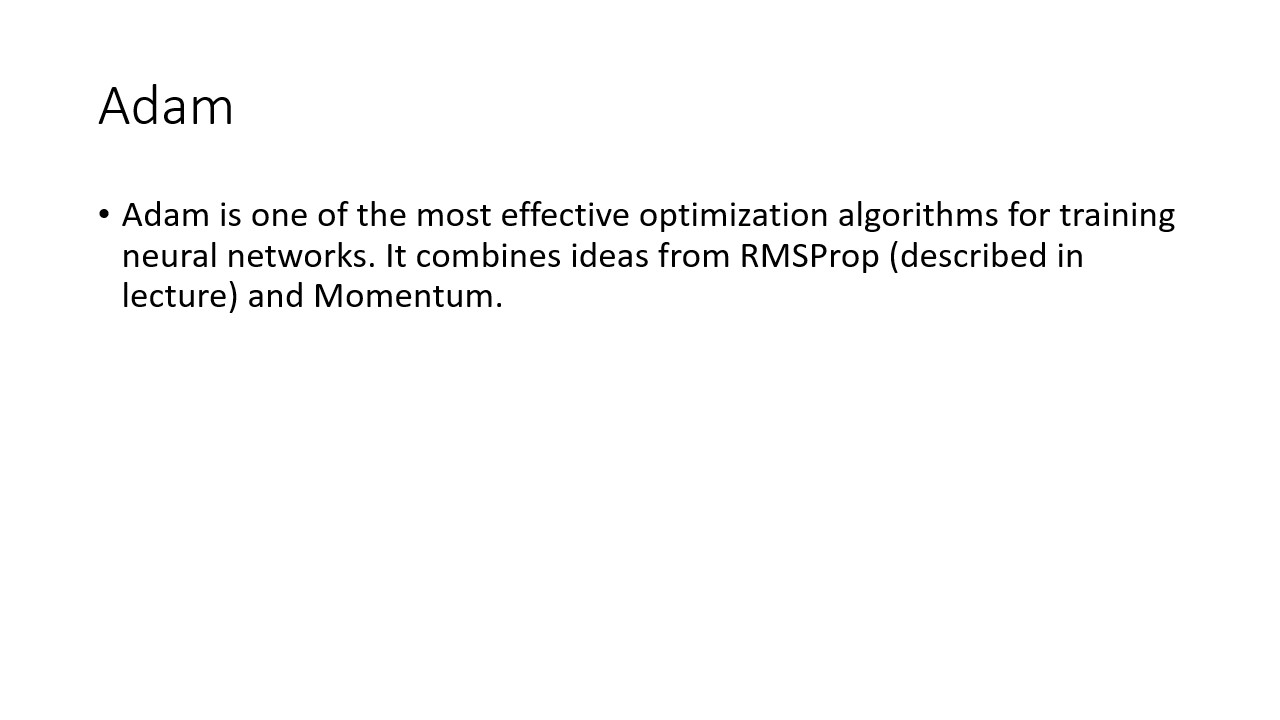 Adam
• Adam is one of the most effective optimization algorithms for training
neural networks. It combines ideas from RMSProp (described in
lecture) and Momentum.